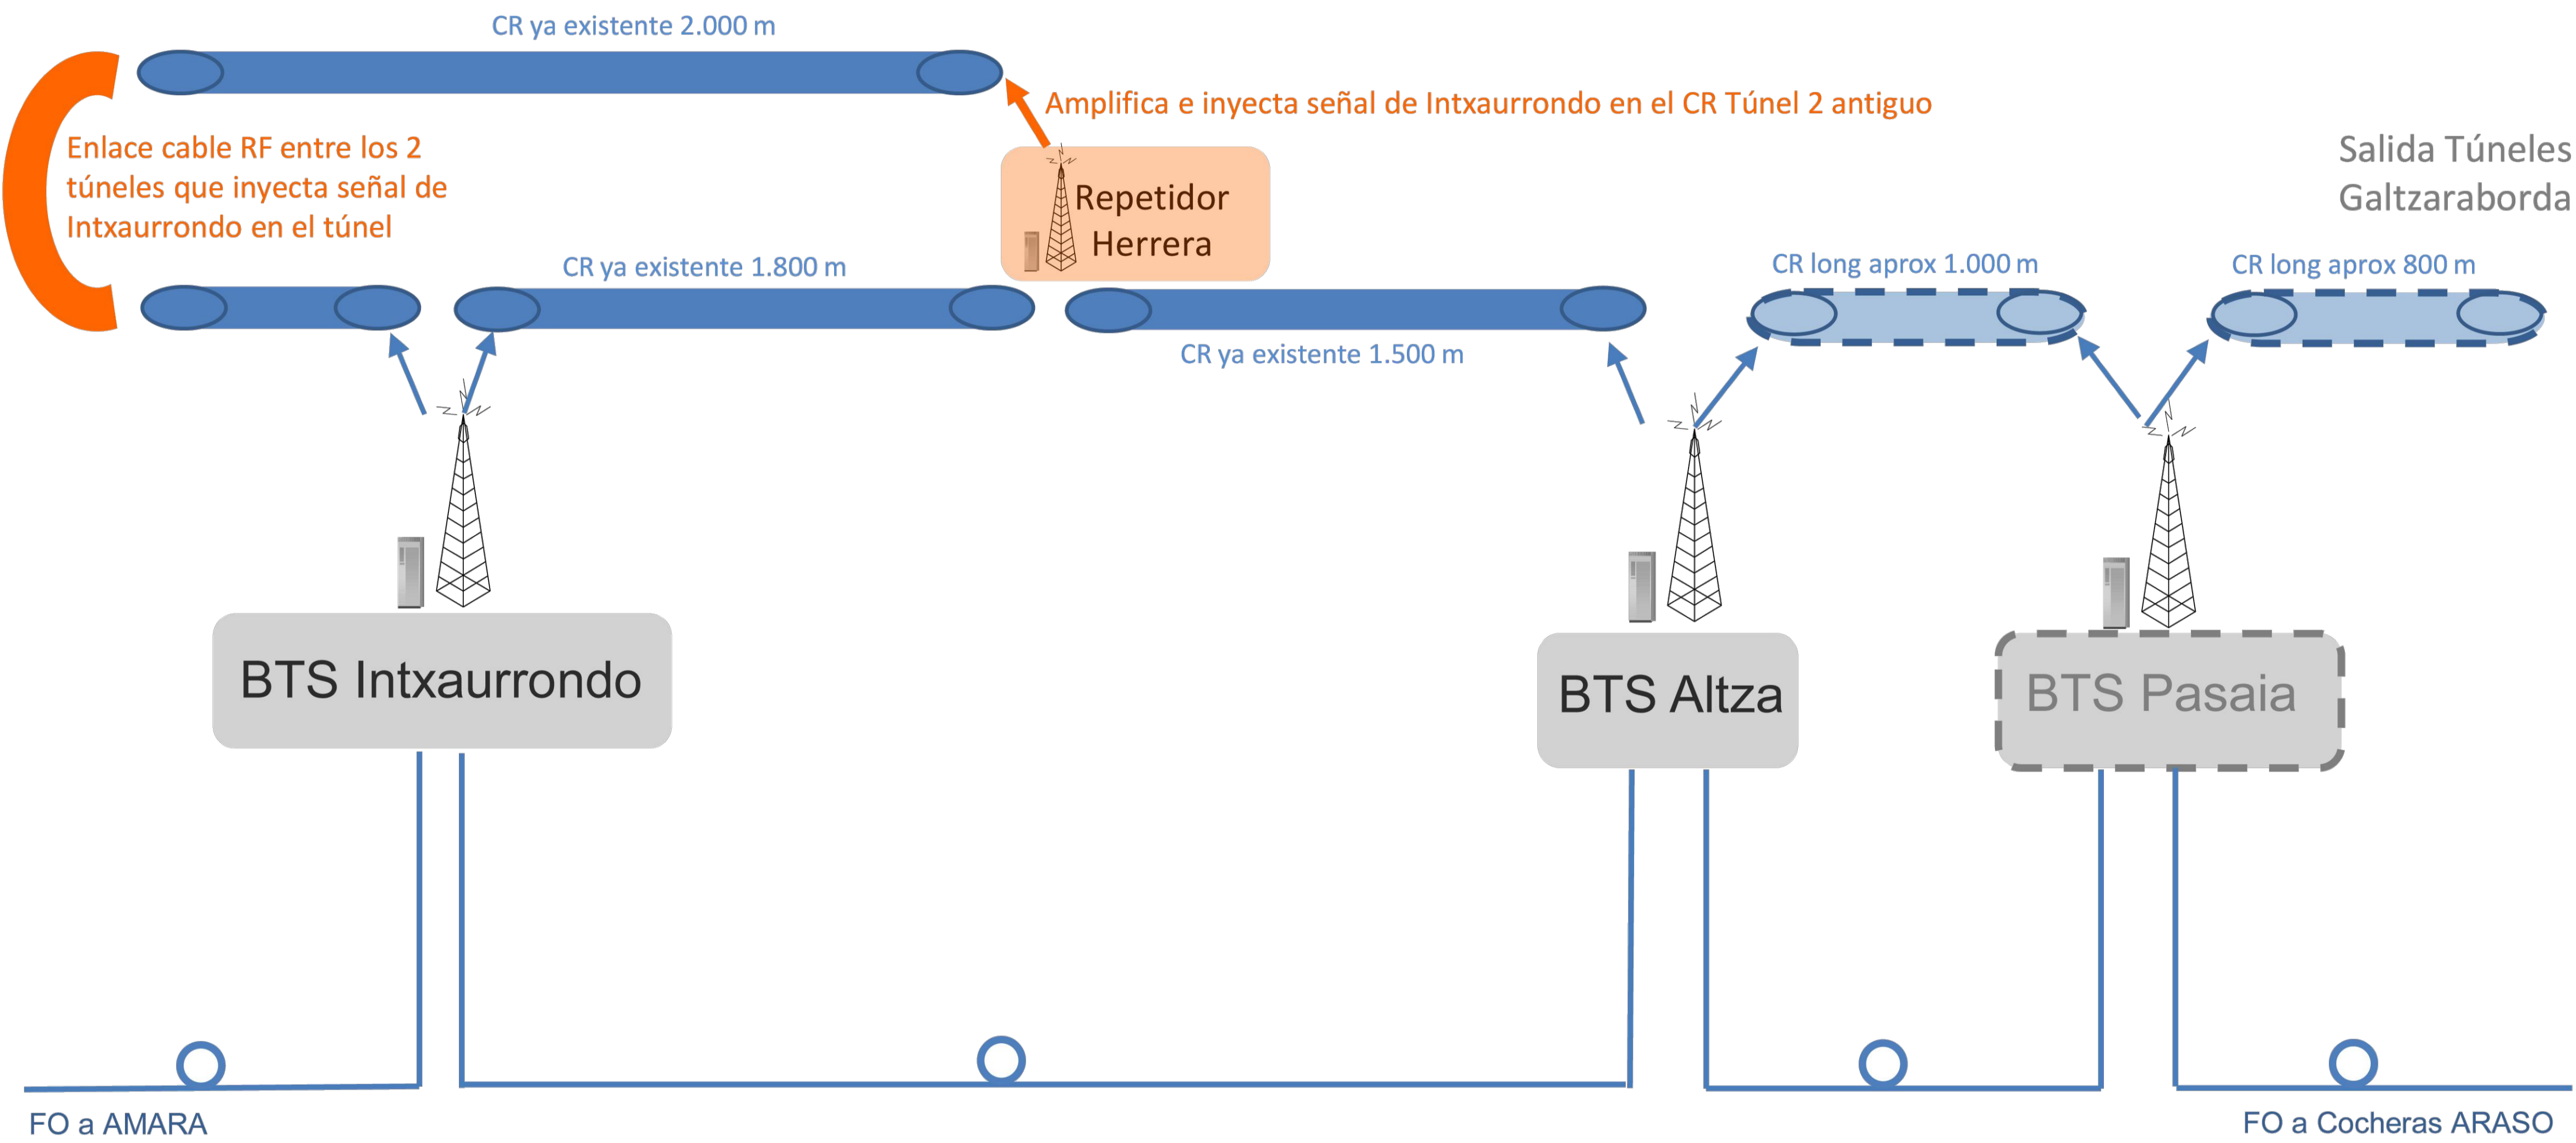 CR ya existente 2.000 m
Amplifica e inyecta señal de Intxaurrondo en el CR Túnel 2 antiguo
Enlace cable RF entre los 2
túneles que inyecta señal de
Intxaurrondo en el túnel
Repetidor
Herrera
Salida Túneles
Galtzaraborda
CR ya existente 1.800 m
CR ya existente 1.500 m
CR long aprox 1.000 m
CR long aprox 800 m
BTS Intxaurrondo
BTS Altza
BTS Pasaia
FO a AMARA
FO a Cocheras ARASO